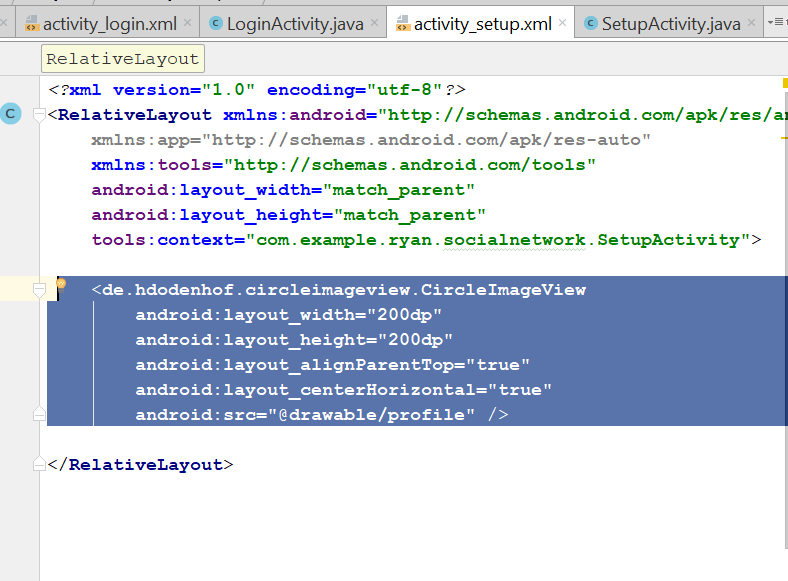 activity_login.xml LoginActivity.java activity_setup.xml SetupActivity.java
RelativeLayout
<?xml version="1.0" encoding="utf-8"?>
C <RelativeLayout xmlns:android="http://schemas.android.com/apk/res/an
xmlns:app="http://schemas.android.com/apk/res-auto"
xmlns:tools="http://schemas.android.com/tools"
android:layout_width="match_parent"
android:layout_height="match_parent"
tools:context="com.example.ryan.socialnetwork.SetupActivity">
<de.hdodenhof.circleimageview.CircleImageView
android:layout_width="200dp"
android:layout_height="200dp"
android:layout_alignParentTop="true"
android:layout_centerHorizontal="true"
android:src="@drawable/profile" />
</RelativeLayout>